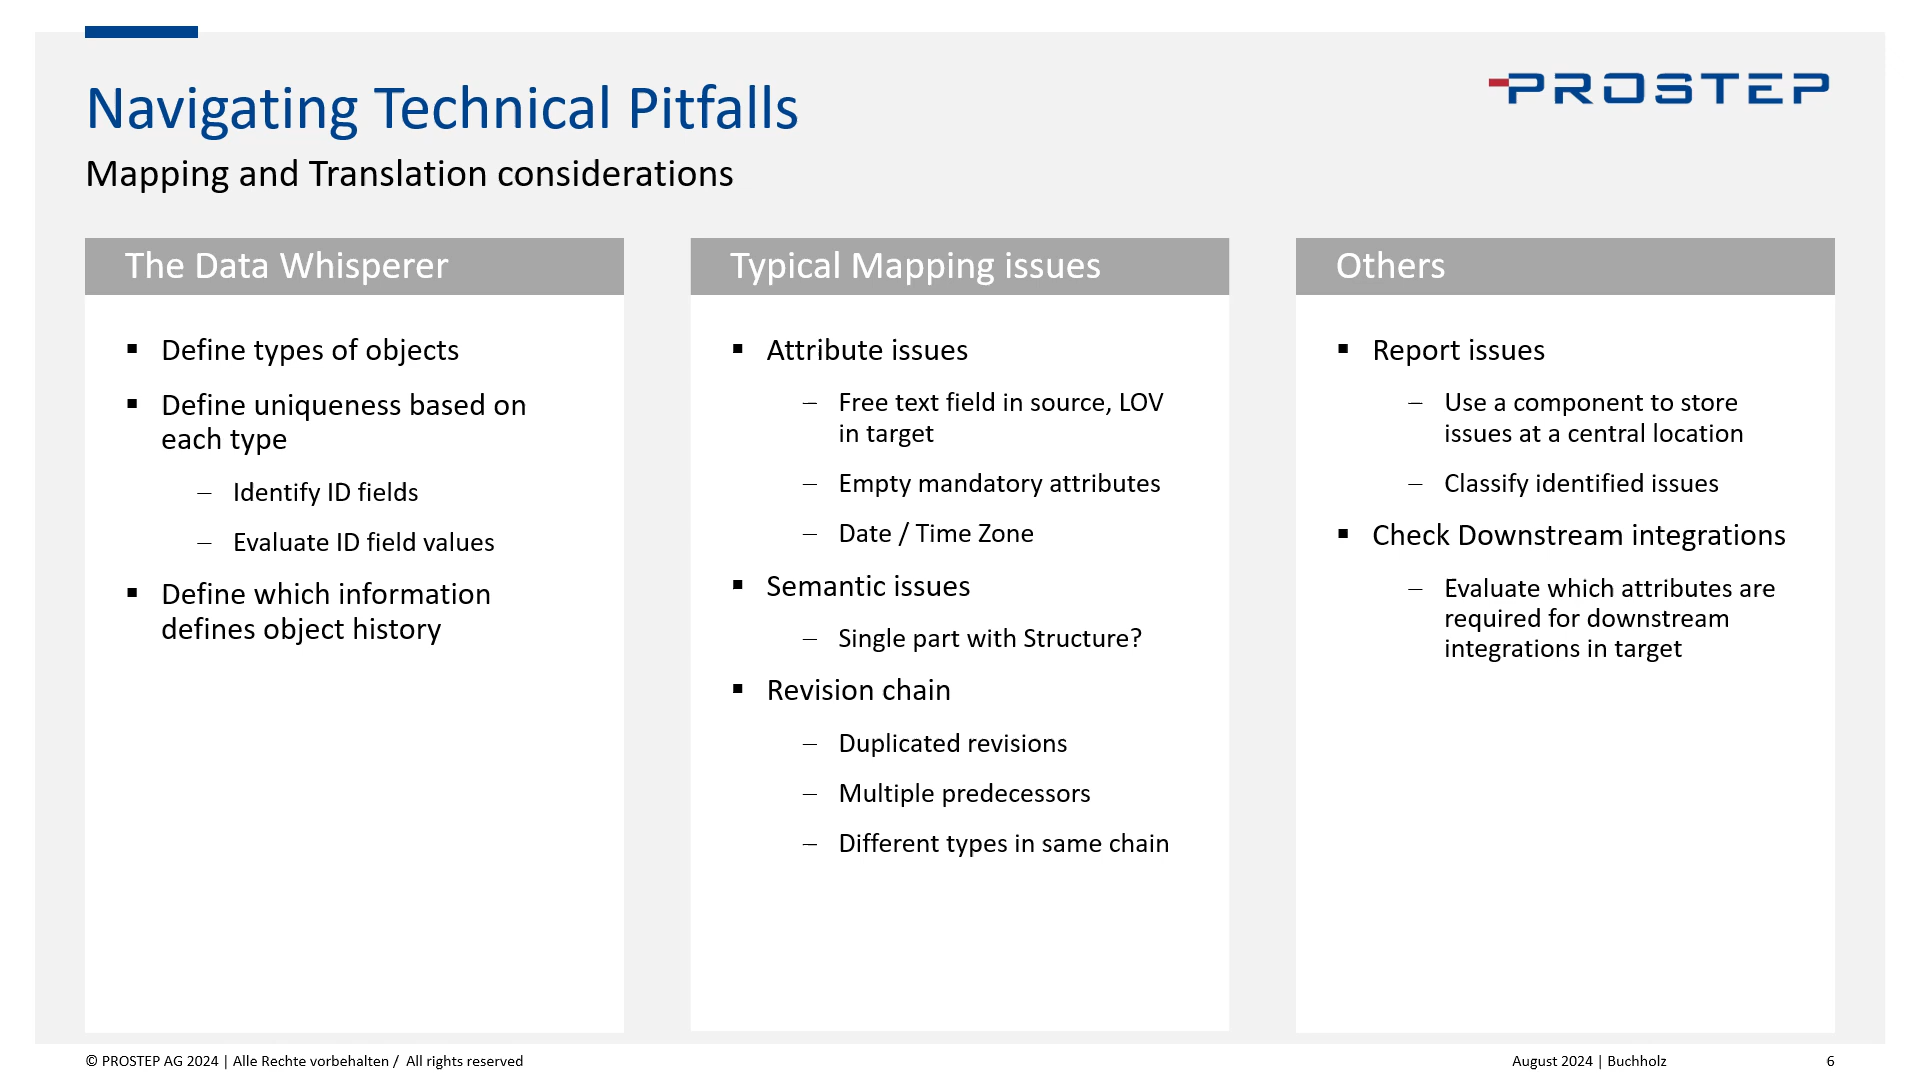 Navigating Technical Pitfalls
PROSTEP
Mapping and Translation considerations
The Data Whisperer
▪ Define types of objects
▪ Define uniqueness based on
each type
– Identify ID fields
– Evaluate ID field values
▪ Define which information
defines object history
Typical Mapping issues
▪ Attribute issues
– Free text field in source, LOV
in target
– Empty mandatory attributes
– Date / Time Zone
▪ Semantic issues
– Single part with Structure?
▪ Revision chain
– Duplicated revisions
– Multiple predecessors
– Different types in same chain
Others
▪ Report issues
– Use a component to store
issues at a central location
– Classify identified issues
▪ Check Downstream integrations
– Evaluate which attributes are
required for downstream
integrations in target
© PROSTEP AG 2024 | Alle Rechte vorbehalten / All rights reserved
August 2024 | Buchholz
6